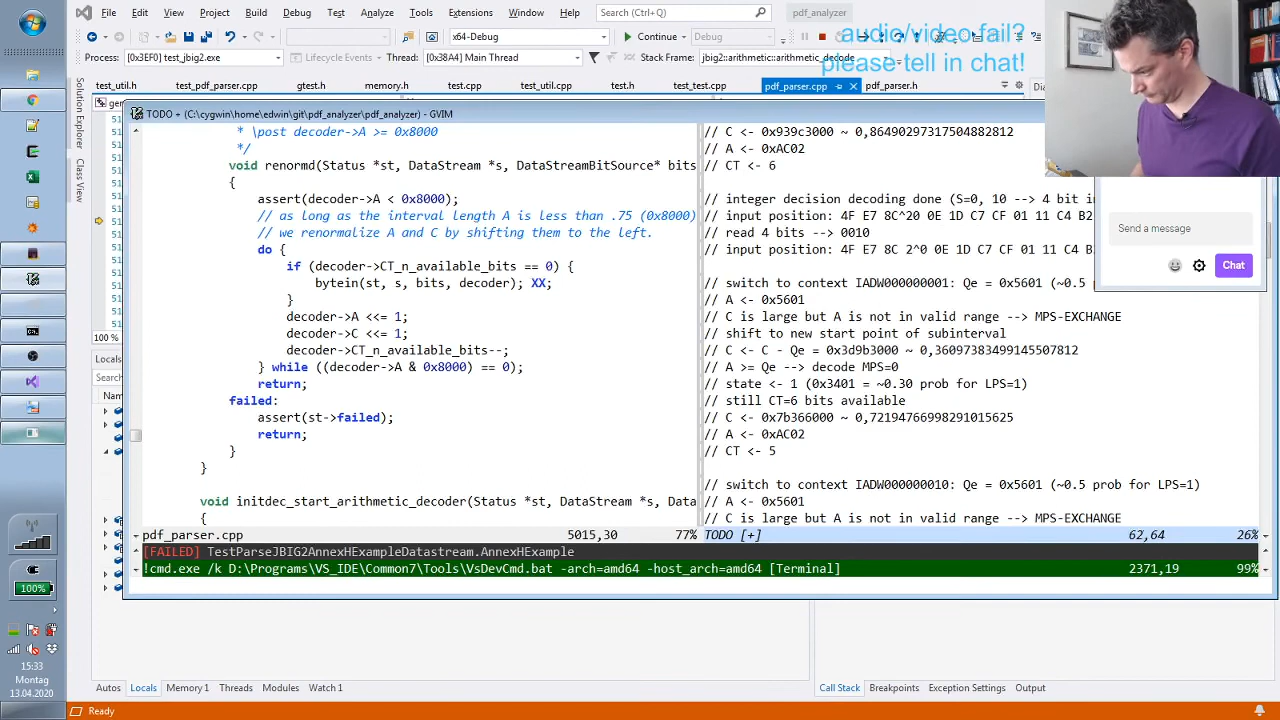 File Edit View Project Build Debug Test Analyze Tools Extensions Window Help Search (Ctrl+Q) pdf_analyzer
x64-Debug Continue Debug
audio/video fail?
please tell in chat!
Process: [0x3EF0] test_jbig2.exe Lifecycle Events Thread: [0x38A4] Main Thread Stack Frame: jbig2::arithmetic::arithmetic_decode
test_util.h test_pdf_parser.cpp gtest.h memory.h test.cpp test_util.cpp test.h test_test.cpp pdf_parser.cpp pdf_parser.h
Solution Explorer
Class View
TODO + (C:\cygwin\home\edwin\git\pdf_analyzer\pdf_analyzer) - GVIM
* \post decoder->A >= 0x8000
*/
void renormd(Status *st, DataStream *s, DataStreamBitSource* bits
{
assert(decoder->A < 0x8000);
// as long as the interval length A is less than .75 (0x8000)
// we renormalize A and C by shifting them to the left.
do {
if (decoder->CT_n_available_bits == 0) {
bytein(st, s, bits, decoder); XX;
}
decoder->A <<= 1;
decoder->C <<= 1;
decoder->CT_n_available_bits--;
} while ((decoder->A & 0x8000) == 0);
return;
failed:
assert(st->failed);
return;
}
}
void initdec_start_arithmetic_decoder(Status *st, DataStream *s, Data
{
pdf_parser.cpp 5015,30 77%
// C <- 0x939c3000 ~ 0,86490297317504882812
// A <- 0xAC02
// CT <- 6
// integer decision decoding done (S=0, 10 --> 4 bit in
// input position: 4F E7 8C^20 0E 1D C7 CF 01 11 C4 B2
// read 4 bits --> 0010
// input position: 4F E7 8C 2^0 0E 1D C7 CF 01 11 C4 B
// switch to context IADW000000001: Qe = 0x5601 (~0.5 p
// A <- 0x5601
// C is large but A is not in valid range --> MPS-EXCHANGE
// shift to new start point of subinterval
// C <- C - Qe = 0x3d9b3000 ~ 0,36097383499145507812
// A >= Qe --> decode MPS=0
// state <- 1 (0x3401 = ~0.30 prob for LPS=1)
// still CT=6 bits available
// C <- 0x7b366000 ~ 0,72194766998291015625
// A <- 0xAC02
// CT <- 5
// switch to context IADW000000010: Qe = 0x5601 (~0.5 prob for LPS=1)
// A <- 0x5601
// C is large but A is not in valid range --> MPS-EXCHANGE
TODO [+] 62,64 26%
[FAILED] TestParseJBIG2AnnexHExampleDatastream.AnnexHExample
!cmd.exe /k D:\Programs\VS_IDE\Common7\Tools\VsDevCmd.bat -arch=amd64 -host_arch=amd64 [Terminal] 2371,19 99%
Send a message
Chat
100 %
Locals
Autos Locals Memory 1 Threads Modules Watch 1
Call Stack Breakpoints Exception Settings Output
Ready
100%
15:33
Montag
13.04.2020